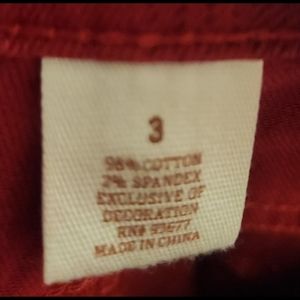 3
98% COTTON
2% SPANDEX
EXCLUSIVE OF
DECORATION
RN# 93677
MADE IN CHINA